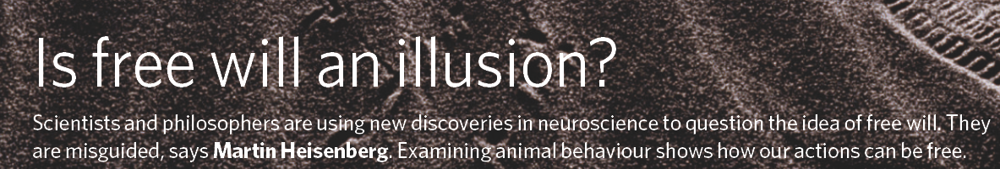 Is free will an illusion?
Scientists and philosophers are using new discoveries in neuroscience to question the idea of free will. They
are misguided, says Martin Heisenberg. Examining animal behaviour shows how our actions can be free.